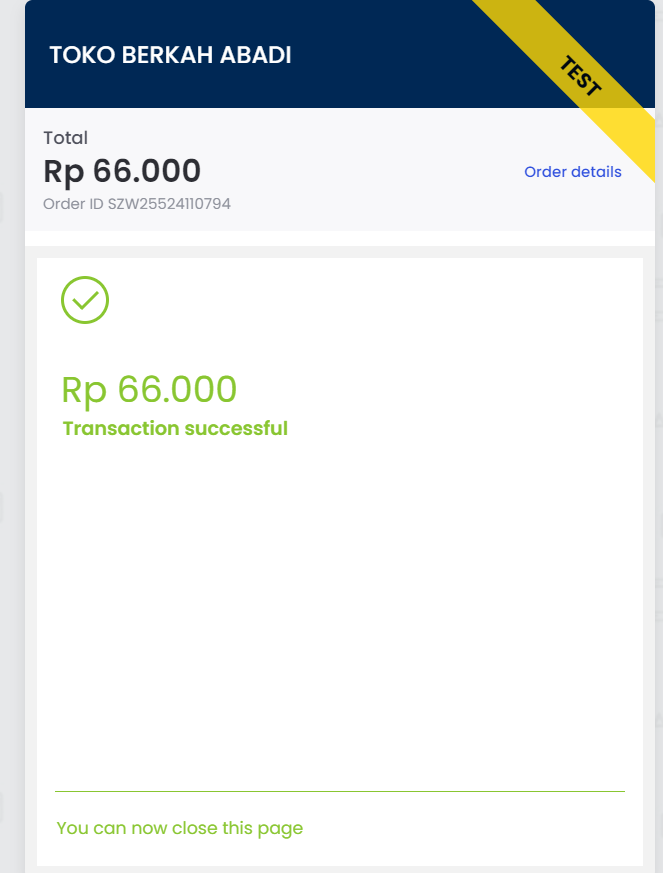 TOKO BERKAH ABADI
TEST
Total
Rp 66.000
Order ID SZW25524110794
Order details
Rp 66.000
Transaction successful
You can now close this page